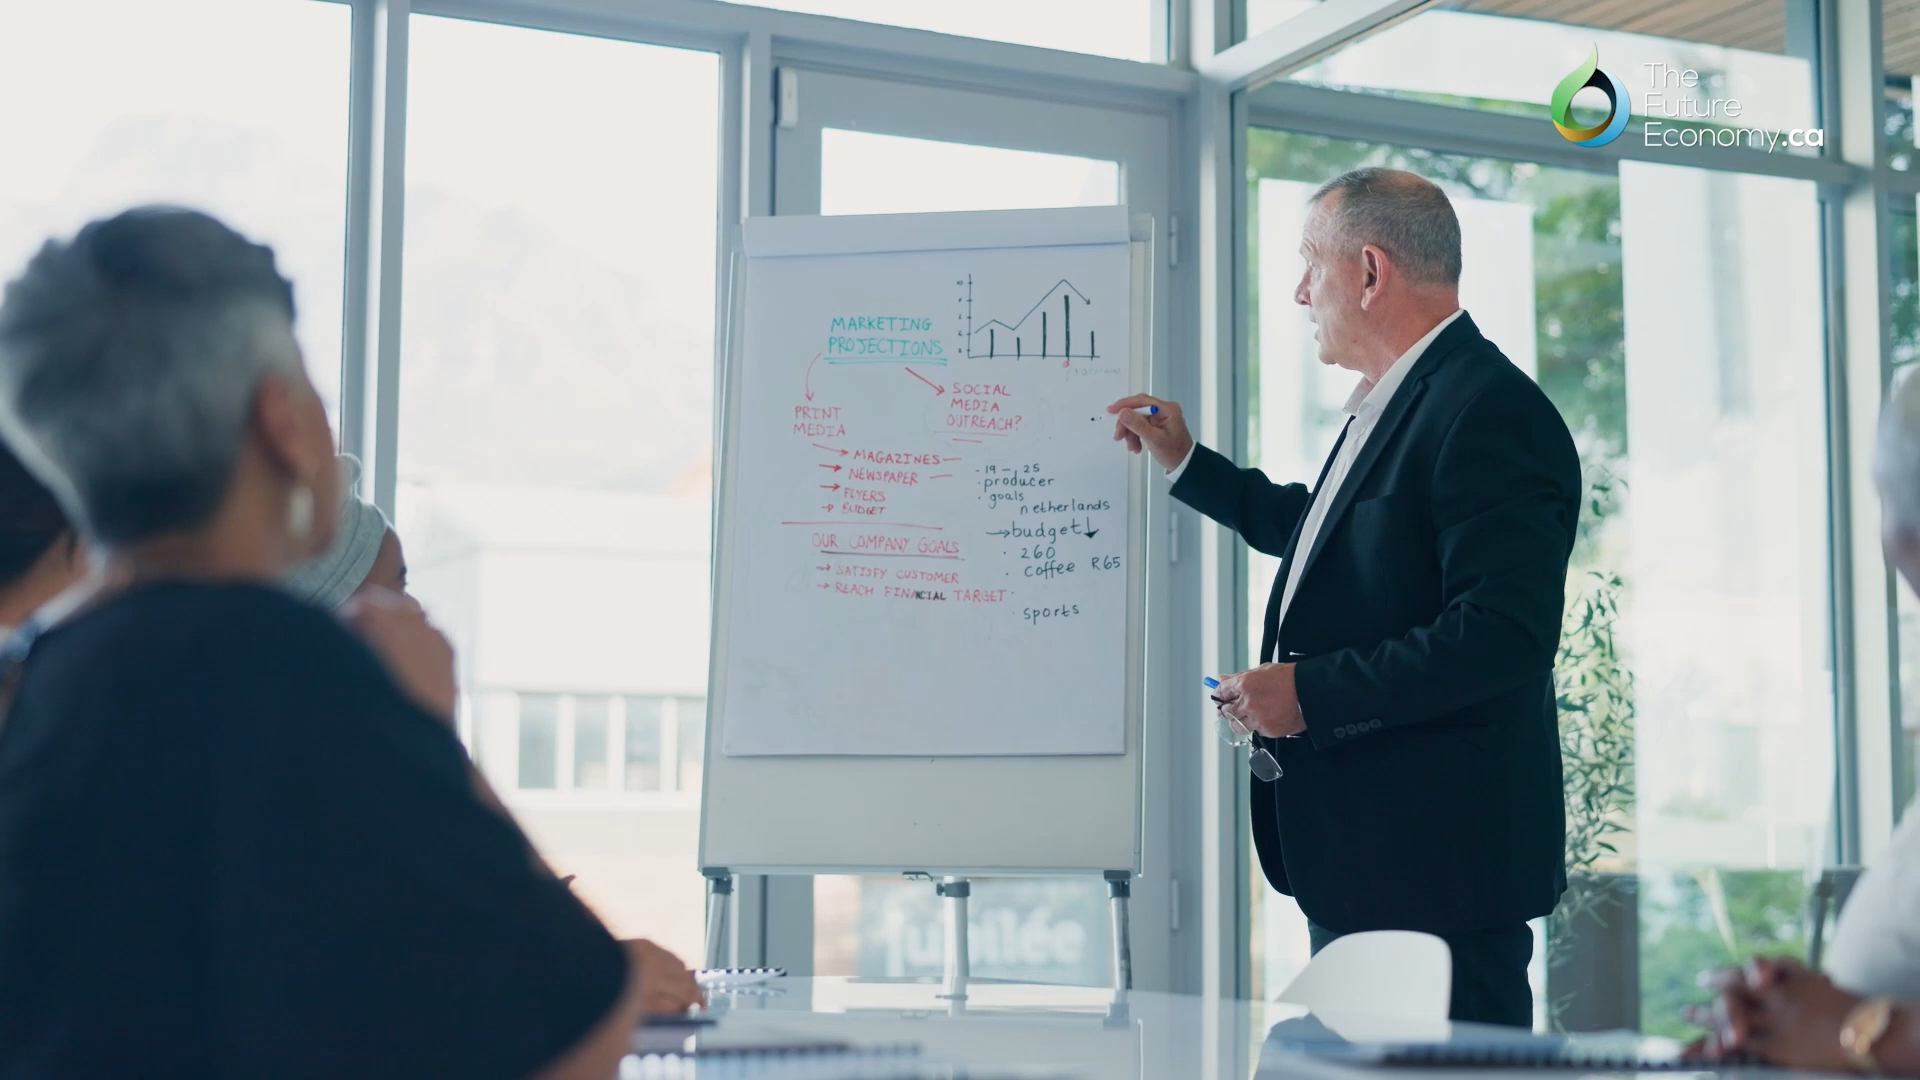 The
Future
Economy.ca
MARKETING
PROJECTIONS
PRINT
MEDIA
MAGAZINES
NEWSPAPER
FLYERS
BUDGET
OUR COMPANY GOALS
SATISFY CUSTOMER
REACH FINANCIAL TARGET
SOCIAL
MEDIA
OUTREACH?
19 - 25
producer
goals
netherlands
budget
260
coffee R65
sports